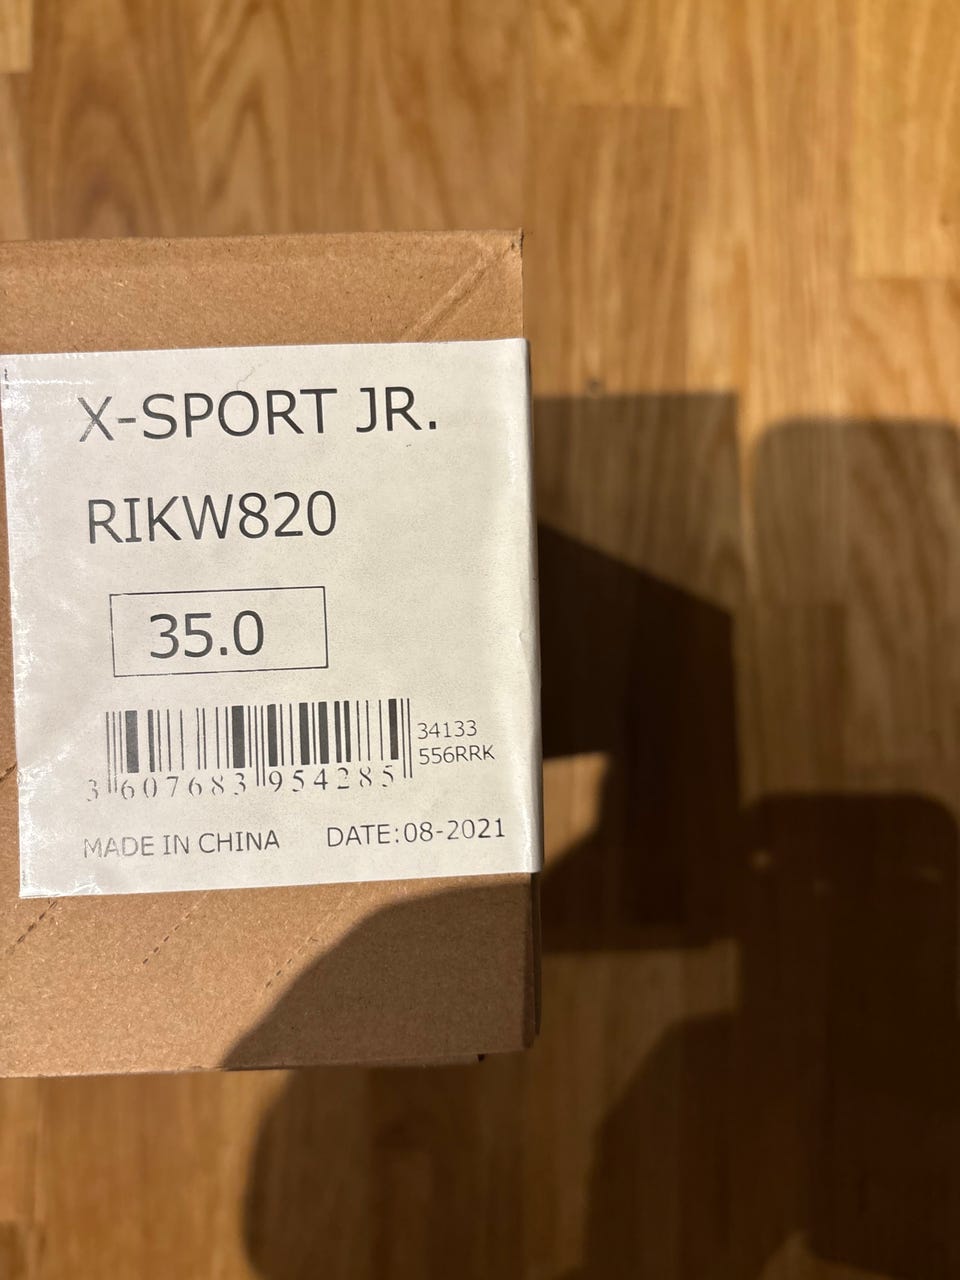 X-SPORT JR.
RIKW820
35.0
34133
556RRK
3 607683 954285
MADE IN CHINA DATE:08-2021